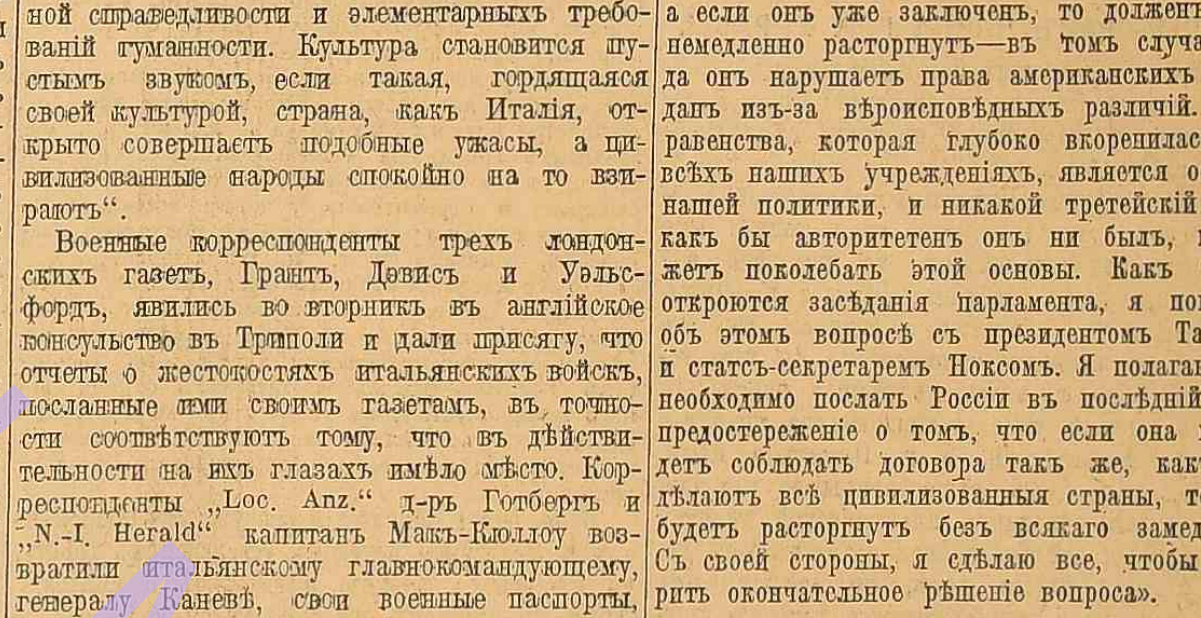 ной справедливости и элементарныхъ требо-
ваній гуманности. Культура становится пу-
стымъ звукомъ, если такая, гордящаяся
своей культурой, страна, какъ Италія, от-
крыто совершаетъ подобные ужасы, а ци-
вилизованные народы спокойно на то взи-
раютъ“.
Военные корреспонденты трехъ лондон-
скихъ газетъ, Грантъ, Дэвисъ и Уэльс-
фордъ, явились во вторникъ въ англійское
консульство въ Триполи и дали присягу, что
отчеты о жестокостяхъ итальянскихъ войскъ,
посланные ими своимъ газетамъ, въ точно-
сти соотвѣтствуютъ тому, что въ дѣйстви-
тельности на ихъ глазахъ имѣло мѣсто. Кор-
респонденты „Loc. Anz.“ д-ръ Готбергъ и
„N.-I. Herald“ капитанъ Макъ-Кюллоу воз-
вратили итальянскому главнокомандующему,
генералу Каневѣ, свои военные паспорты,
а если онъ уже заключенъ, то долженъ
немедленно расторгнутъ—въ томъ случа
да онъ нарушаетъ права американскихъ
данъ изъ-за вѣроисповѣдныхъ различій.
равенства, которая глубоко вкоренилас
всѣхъ нашихъ учрежденіяхъ, является о
нашей политики, и никакой третейскій
какъ бы авторитетенъ онъ ни былъ,
жетъ поколебать этой основы. Какъ
откроются засѣданія парламента, я по
объ этомъ вопросѣ съ президентомъ Та
и статсъ-секретаремъ Ноксомъ. Я полага
необходимо послать Россіи въ послѣдній
предостереженіе о томъ, что если она
детъ соблюдать договора такъ же, какъ
дѣлаютъ всѣ цивилизованныя страны, т
будетъ расторгнутъ безъ всякаго замед
Съ своей стороны, я сдѣлаю все, чтобы
рить окончательное рѣшеніе вопроса».